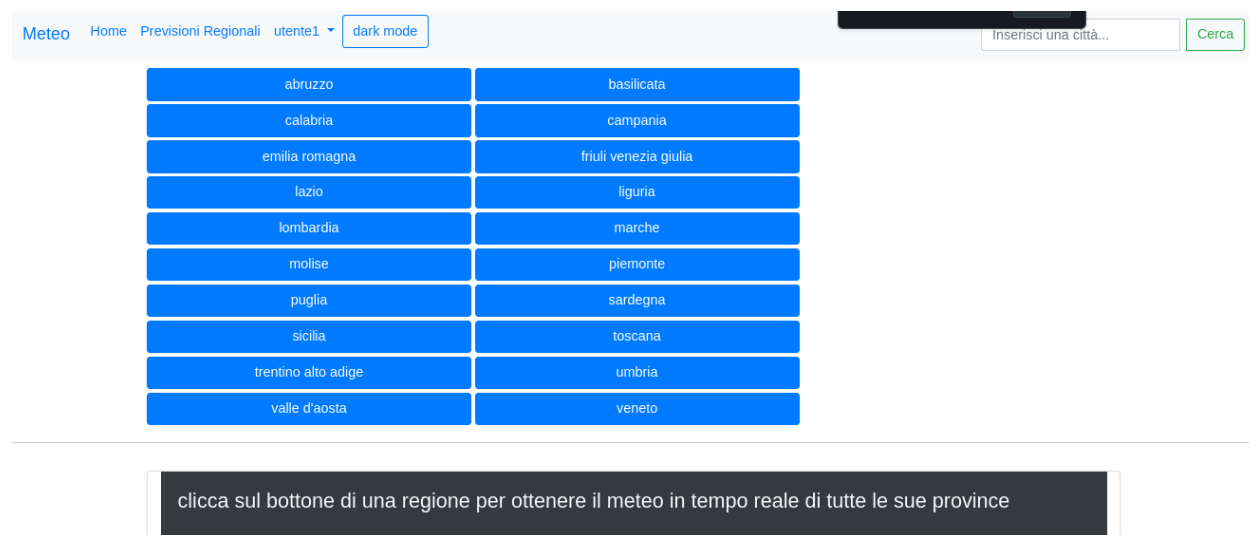 Meteo Home Previsioni Regionali utente1 dark mode Inserisci una città... Cerca
abruzzo basilicata
calabria campania
emilia romagna friuli venezia giulia
lazio liguria
lombardia marche
molise piemonte
puglia sardegna
sicilia toscana
trentino alto adige umbria
valle d'aosta veneto
clicca sul bottone di una regione per ottenere il meteo in tempo reale di tutte le sue province